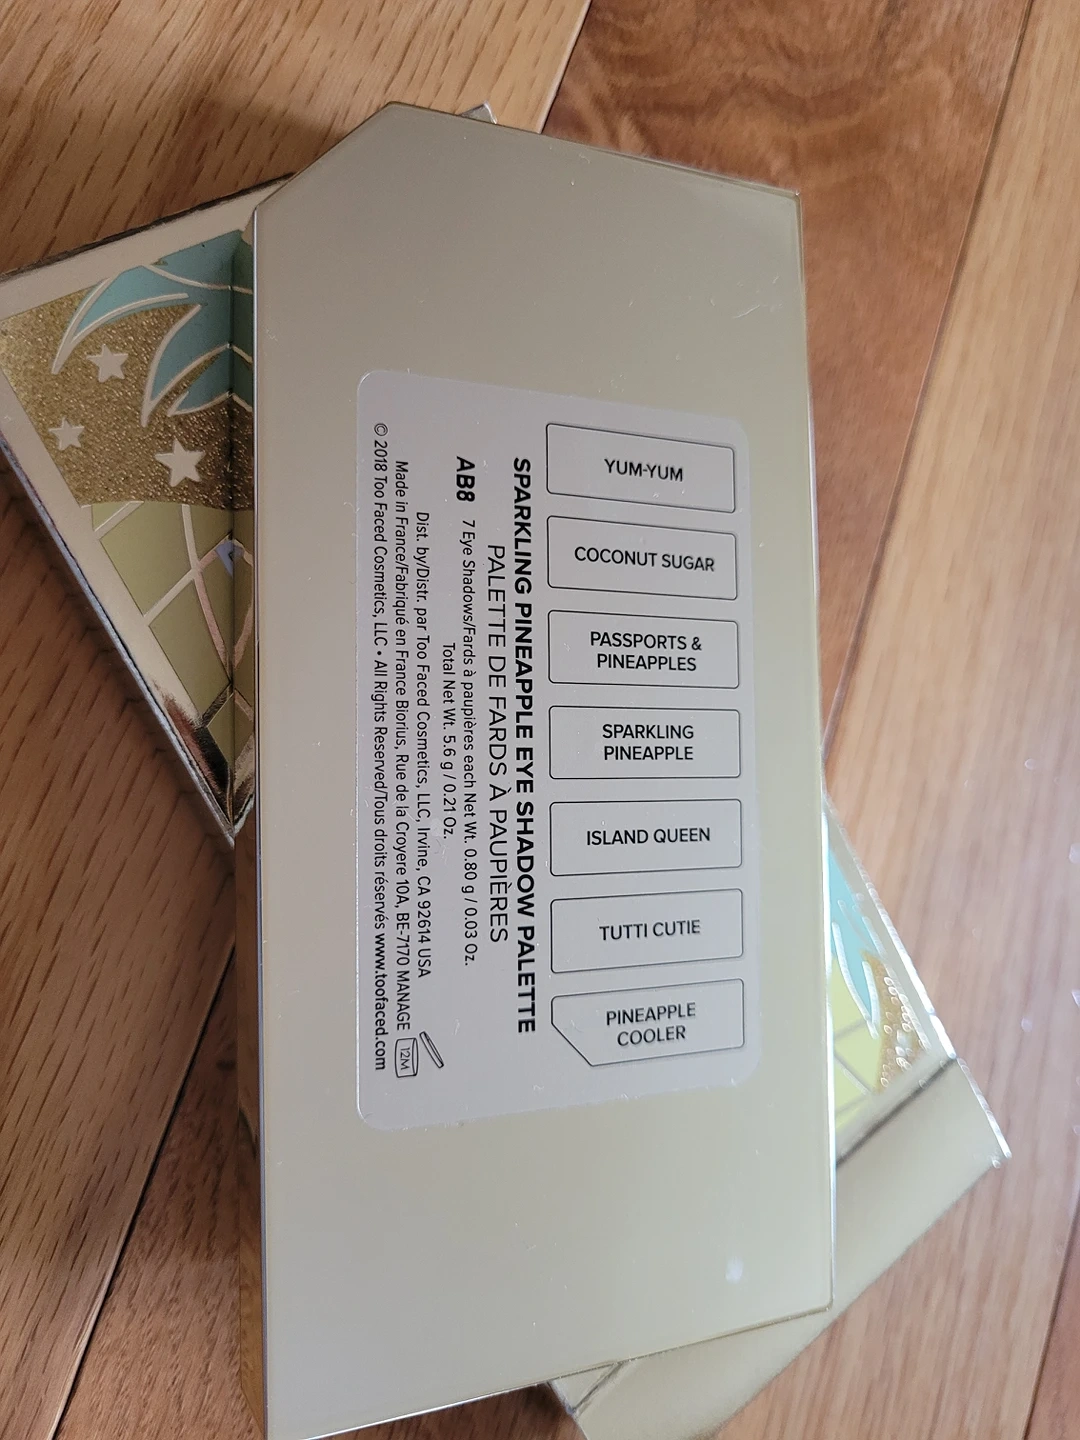 YUM-YUM
COCONUT SUGAR
PASSPORTS &
PINEAPPLES
SPARKLING
PINEAPPLE
ISLAND QUEEN
TUTTI CUTIE
PINEAPPLE
COOLER
SPARKLING PINEAPPLE EYE SHADOW PALETTE
PALETTE DE FARDS À PAUPIÈRES
AB8 7 Eye Shadows/Fards à paupières each Net Wt. 0.80 g / 0.03 Oz.
Total Net Wt. 5.6 g / 0.21 Oz.
Dist. by/Distr. par Too Faced Cosmetics, LLC, Irvine, CA 92614 USA
Made in France/Fabriqué en France Biorius, Rue de la Croyere 10A, BE-7170 MANAGE
12M
© 2018 Too Faced Cosmetics, LLC • All Rights Reserved/Tous droits réservés www.toofaced.com